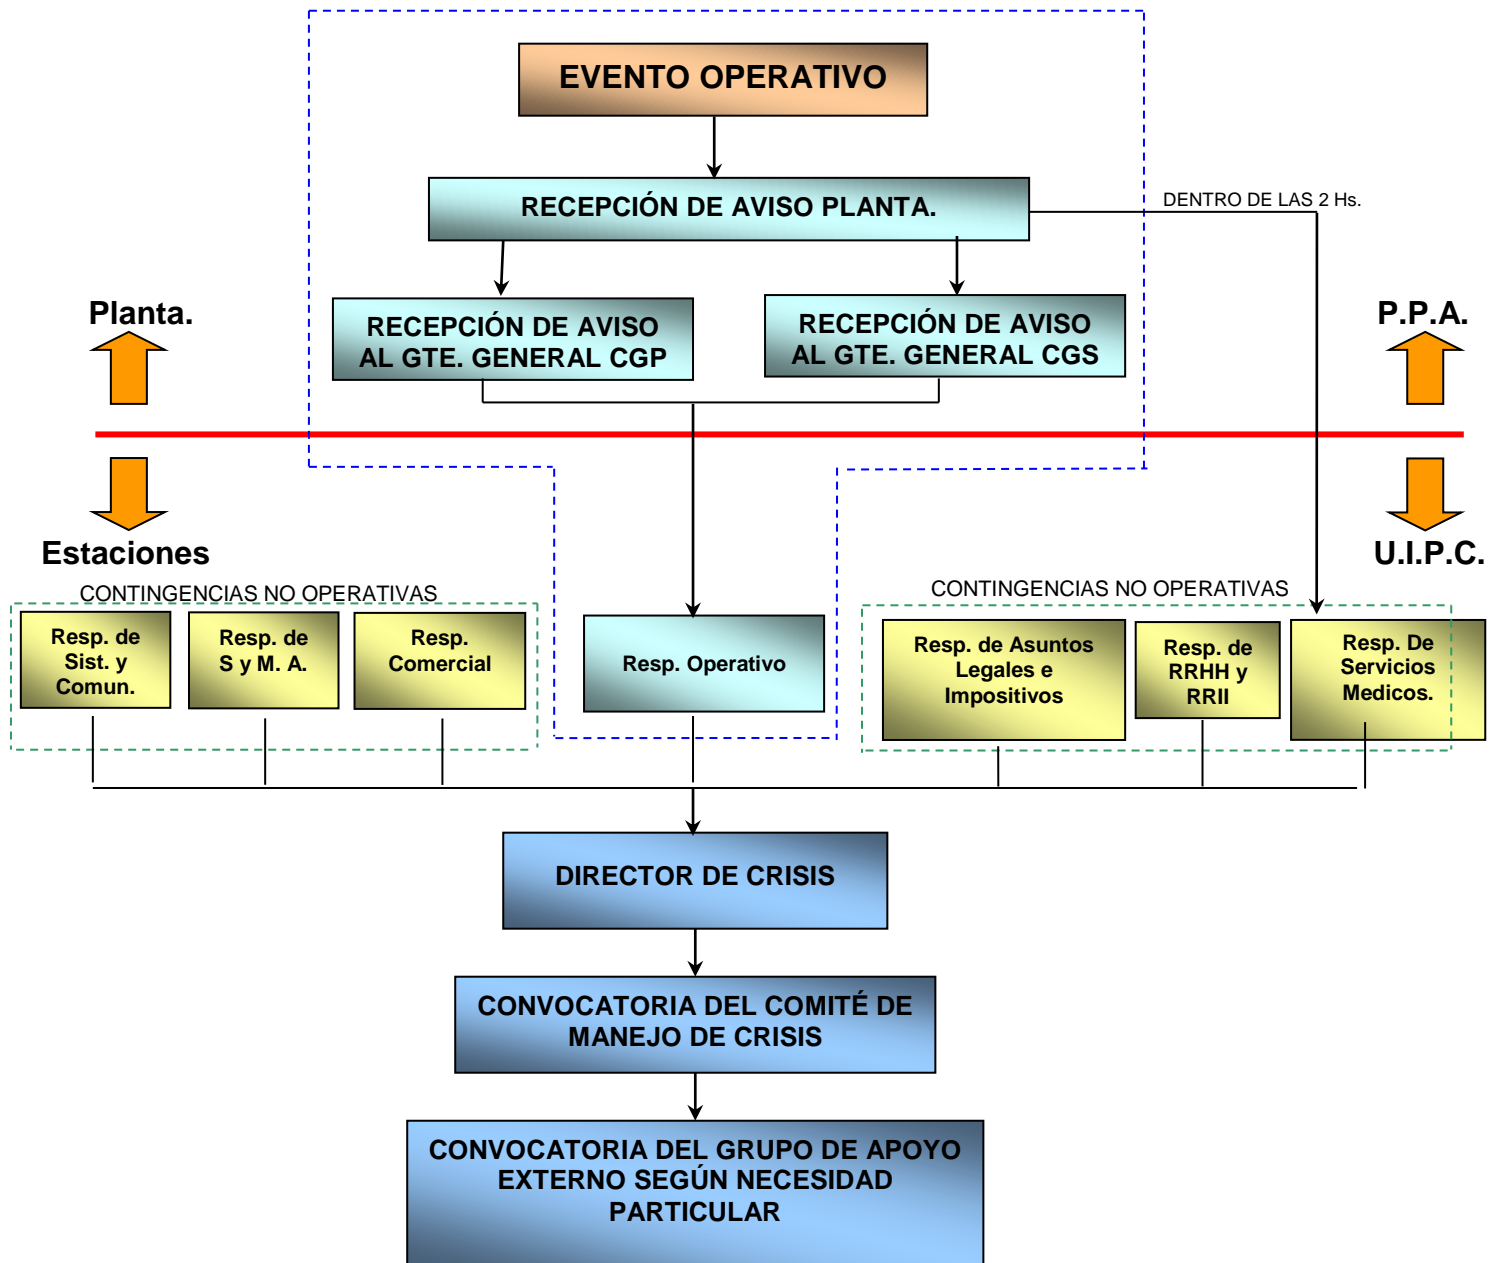 EVENTO OPERATIVO
RECEPCIÓN DE AVISO PLANTA.
DENTRO DE LAS 2 Hs.
Planta.
RECEPCIÓN DE AVISO
AL GTE. GENERAL CGP
RECEPCIÓN DE AVISO
AL GTE. GENERAL CGS
P.P.A.
Estaciones
U.I.P.C.
CONTINGENCIAS NO OPERATIVAS
CONTINGENCIAS NO OPERATIVAS
Resp. de
Sist. y
Comun.
Resp. de
S y M. A.
Resp.
Comercial
Resp. Operativo
Resp. de Asuntos
Legales e
Impositivos
Resp. de
RRHH y
RRII
Resp. De
Servicios
Medicos.
DIRECTOR DE CRISIS
CONVOCATORIA DEL COMITÉ DE
MANEJO DE CRISIS
CONVOCATORIA DEL GRUPO DE APOYO
EXTERNO SEGÚN NECESIDAD
PARTICULAR